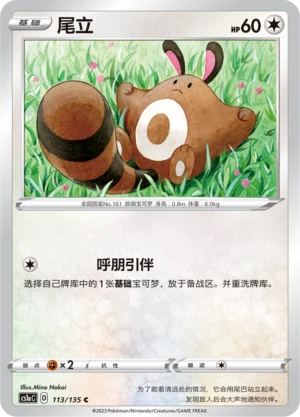 基础 尾立 HP60
全国图鉴No.161 放哨宝可梦 身高：0.8m 体重：6.0kg
呼朋引伴
选择自己牌库中的1张基础宝可梦，放于备战区。并重洗牌库。
弱点 ×2 抗性 撤退
Illus.Mina Nakai
CS1aC D 113/135 C
为了能看清远处的情况，它会用尾巴站立起来。
发现敌人后会大声地通知伙伴。
©2023 Pokémon/Nintendo/Creatures/GAME FREAK.